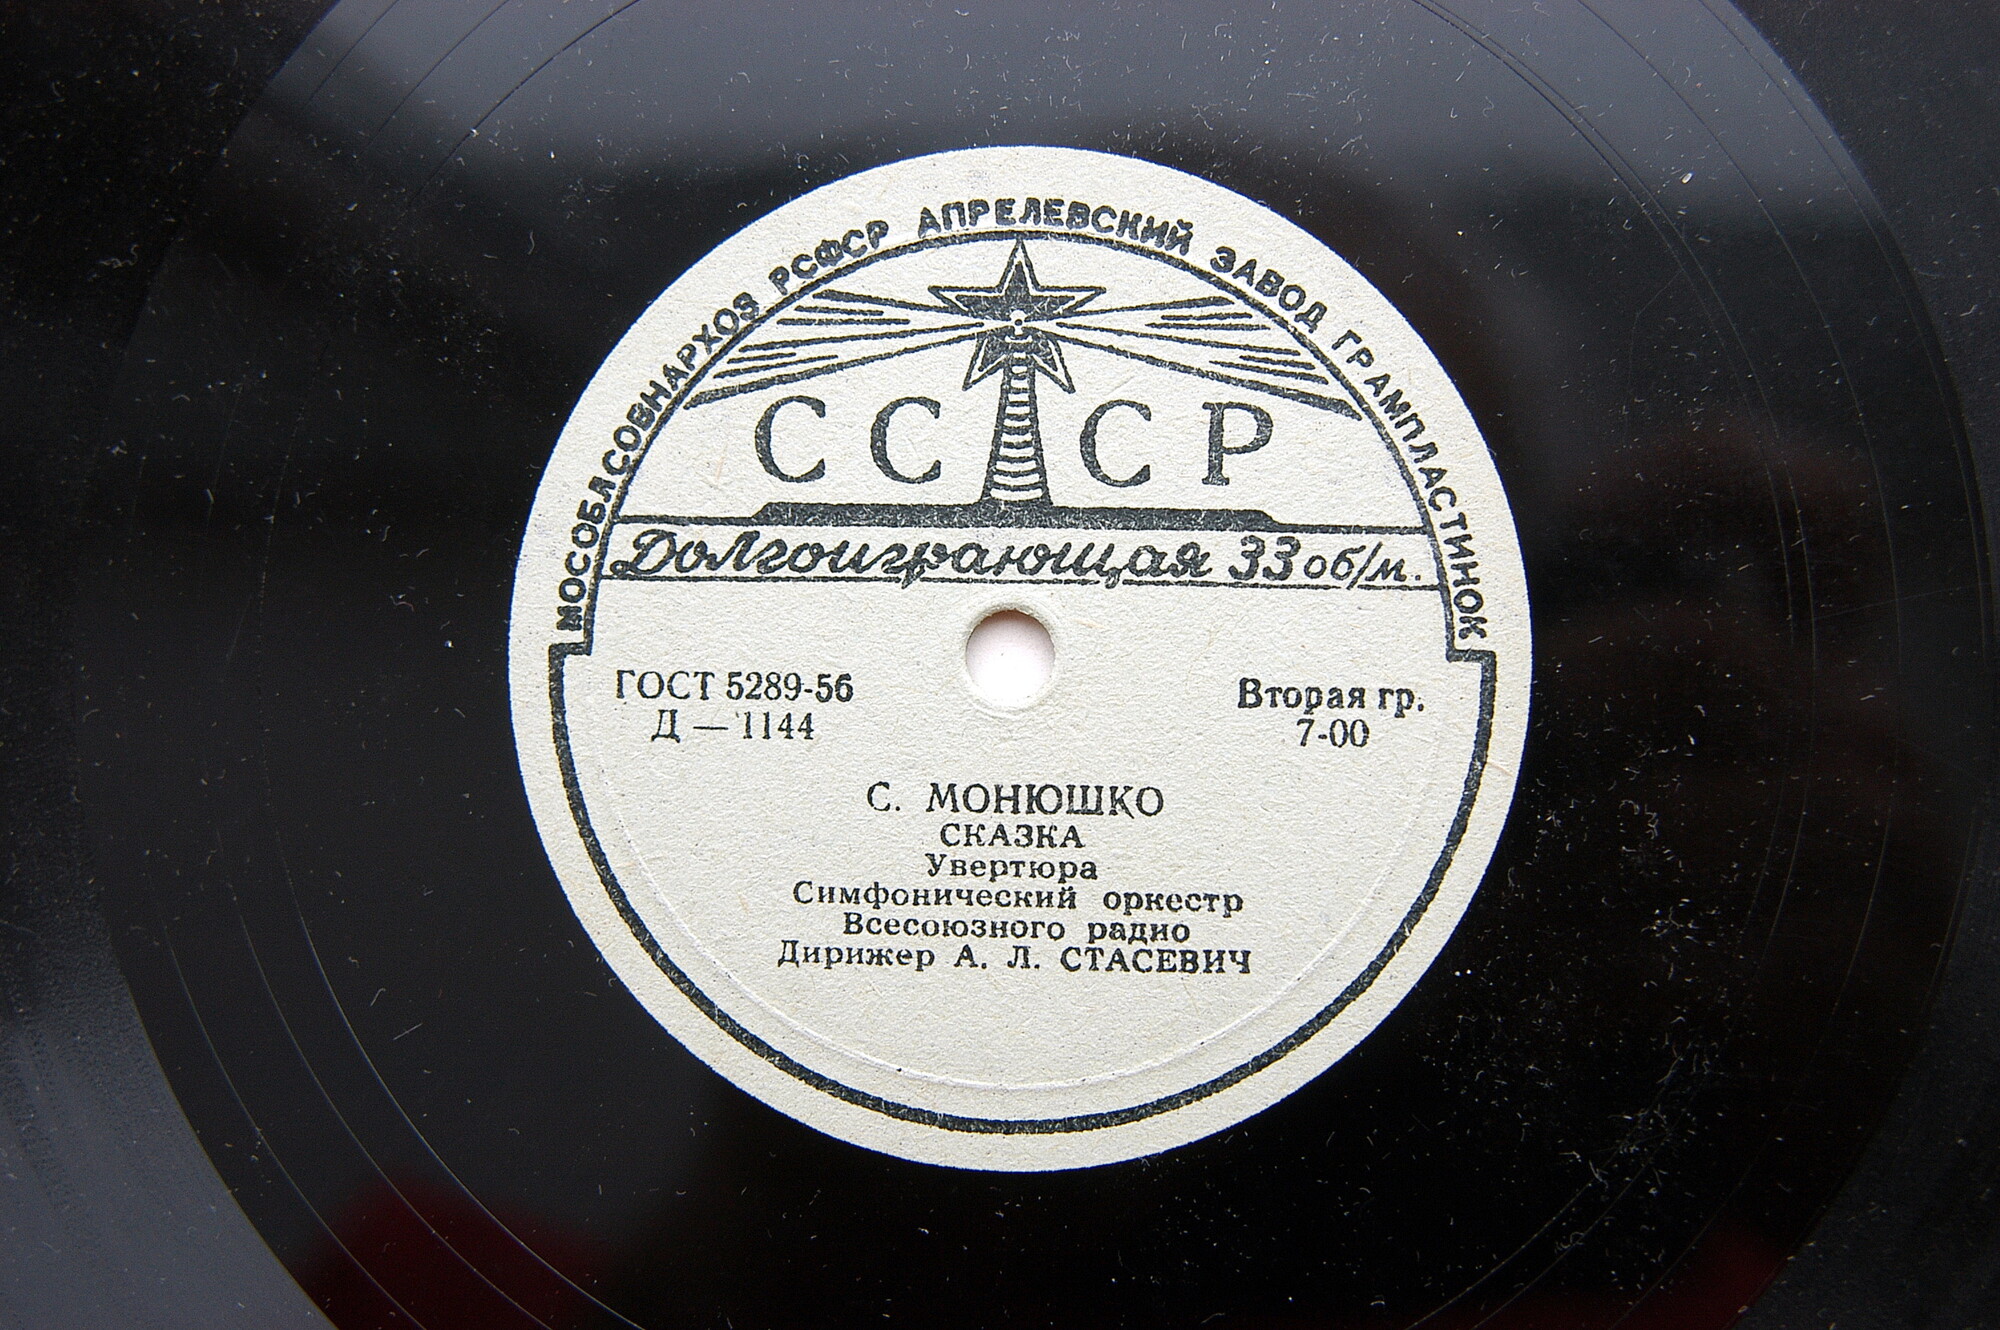 МОСОБЛСОВНАРХОЗ РСФСР АПРЕЛЕВСКИЙ ЗАВОД ГРАМПЛАСТИНОК
СССР
Долгоиграющая 33 об/м.
ГОСТ 5289-56
Д — 1144
Вторая гр.
7-00
С. МОНЮШКО
СКАЗКА
Увертюра
Симфонический оркестр
Всесоюзного радио
Дирижер А. Л. СТАСЕВИЧ